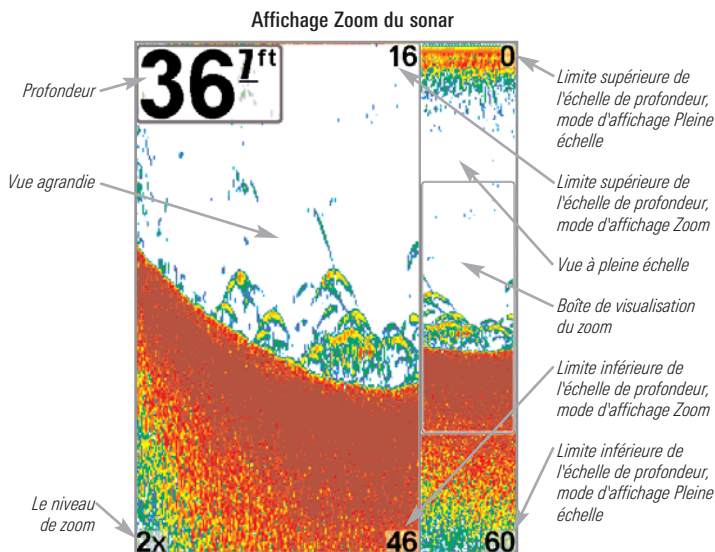 Affichage Zoom du sonar
Profondeur
36 7 ft
16
0
Limite supérieure de
l'échelle de profondeur,
mode d'affichage Pleine
échelle
Vue agrandie
Limite supérieure de
l'échelle de profondeur,
mode d'affichage Zoom
Vue à pleine échelle
Boîte de visualisation
du zoom
Limite inférieure de
l'échelle de profondeur,
mode d'affichage Zoom
Limite inférieure de
l'échelle de profondeur,
mode d'affichage Pleine
échelle
Le niveau
de zoom
2x
46
60